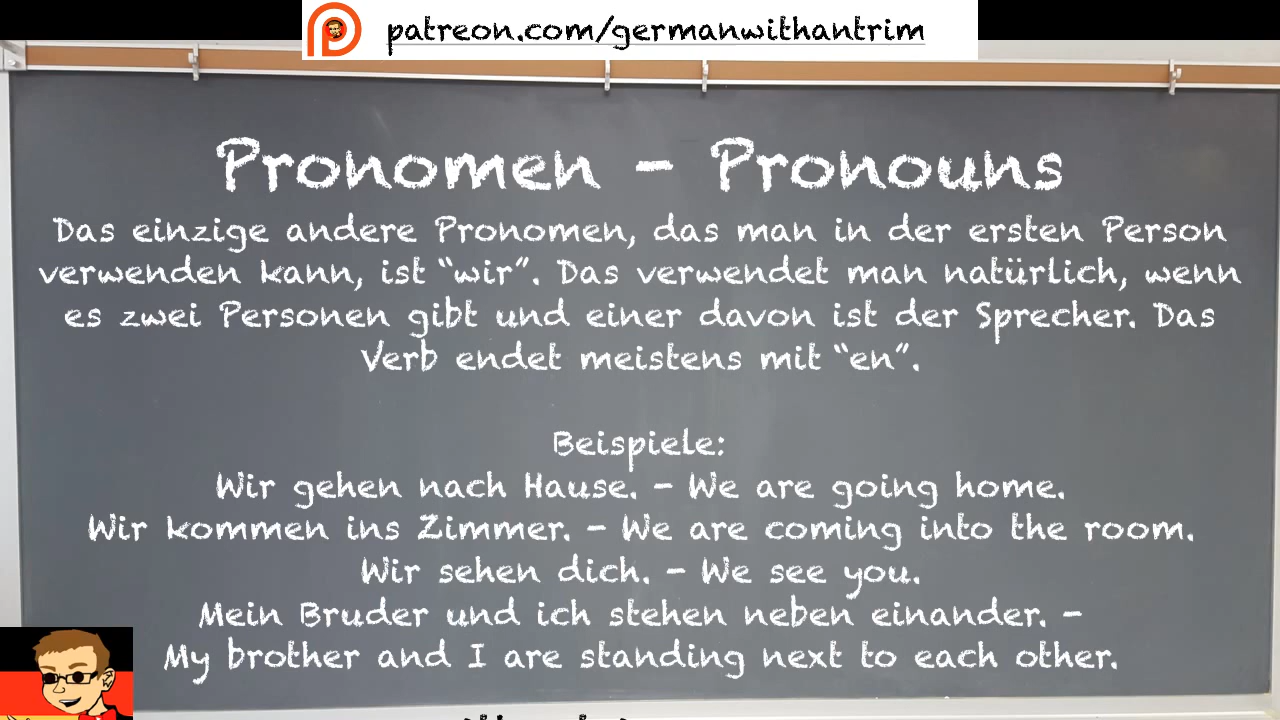 patreon.com/germanwithantrim
Pronomen - Pronouns
Das einzige andere Pronomen, das man in der ersten Person
verwenden kann, ist “wir”. Das verwendet man natürlich, wenn
es zwei Personen gibt und einer davon ist der Sprecher. Das
Verb endet meistens mit “en”.
Beispiele:
Wir gehen nach Hause. - We are going home.
Wir kommen ins Zimmer. - We are coming into the room.
Wir sehen dich. - We see you.
Mein Bruder und ich stehen neben einander. -
My brother and I are standing next to each other.